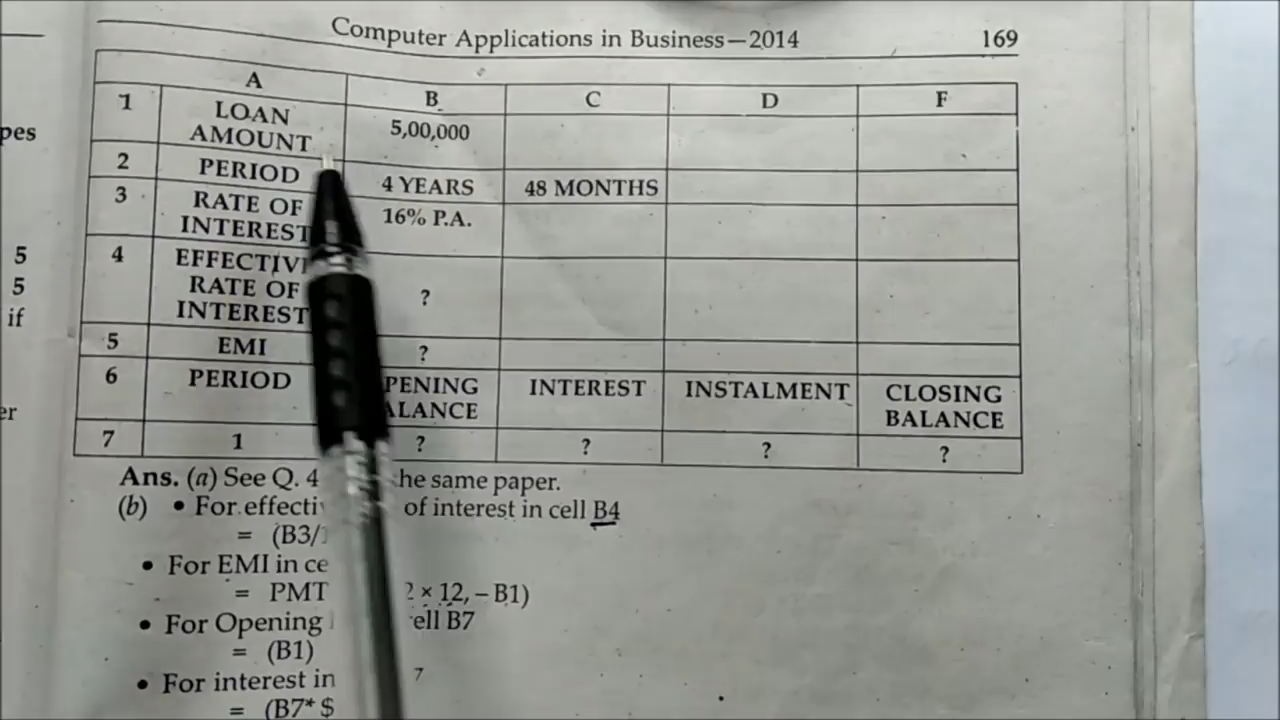 Computer Applications in Business—2014 169
A B C D F
1 LOAN AMOUNT 5,00,000
2 PERIOD 4 YEARS 48 MONTHS
3 RATE OF INTEREST 16% P.A.
4 EFFECTIV RATE OF INTEREST ?
5 EMI ?
6 PERIOD PENING ALANCE INTEREST INSTALMENT CLOSING BALANCE
7 1 ? ? ? ?
Ans. (a) See Q. 4 he same paper.
(b) • For effecti of interest in cell B4
= (B3/
• For EMI in ce
= PMT 2 × 12, – B1)
• For Opening ell B7
= (B1)
• For interest in 7
= (B7* $
pes
5
5
if
er